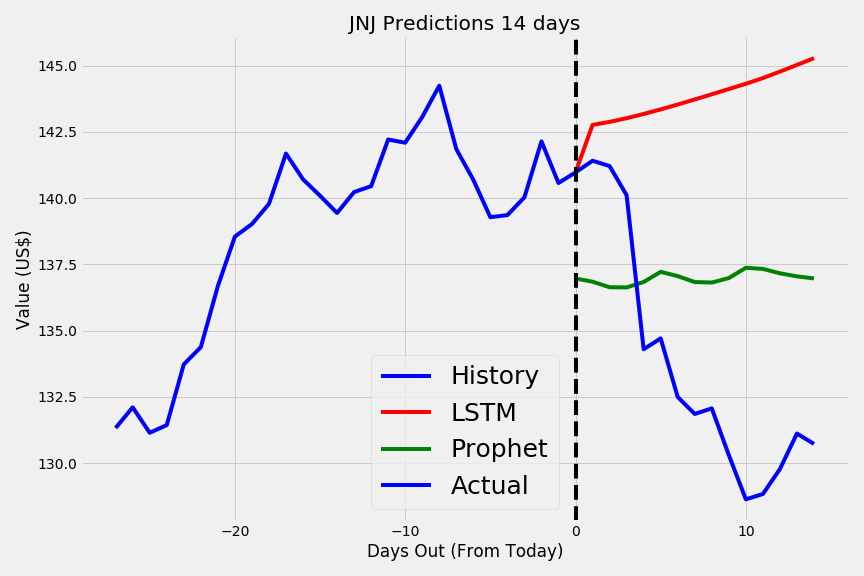 JNJ Predictions 14 days
Value (US$)
145.0
142.5
140.0
137.5
135.0
132.5
130.0
History
LSTM
Prophet
Actual
−20
−10
0
10
Days Out (From Today)